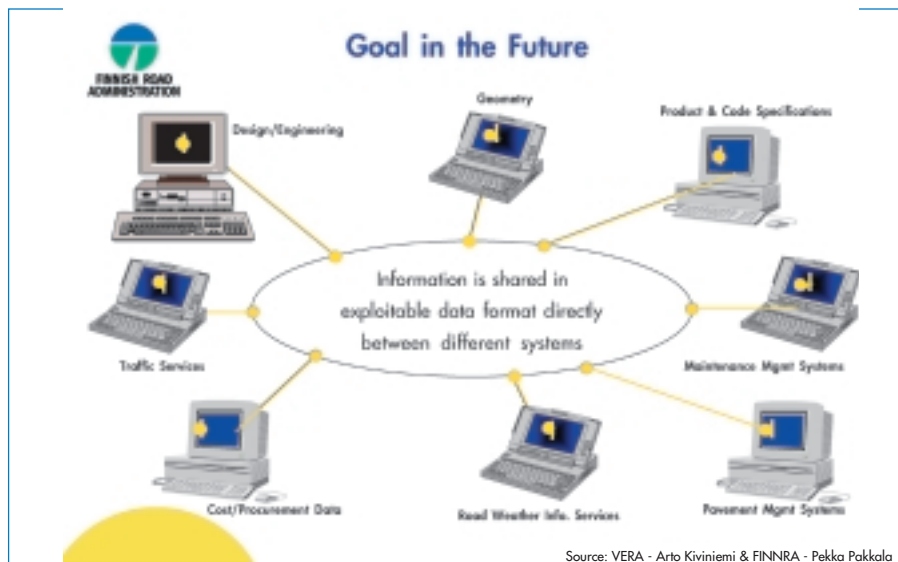 Goal in the Future
FINNISH ROAD
ADMINISTRATION
Geometry
Product & Code Specifications
Design/Engineering
Information is shared in
exploitable data format directly
between different systems
Traffic Services
Maintenance Mgmt Systems
Cost/Procurement Data
Road Weather Info. Services
Pavement Mgmt Systems
Source: VERA - Arto Kiviniemi & FINNRA - Pekka Pakkala